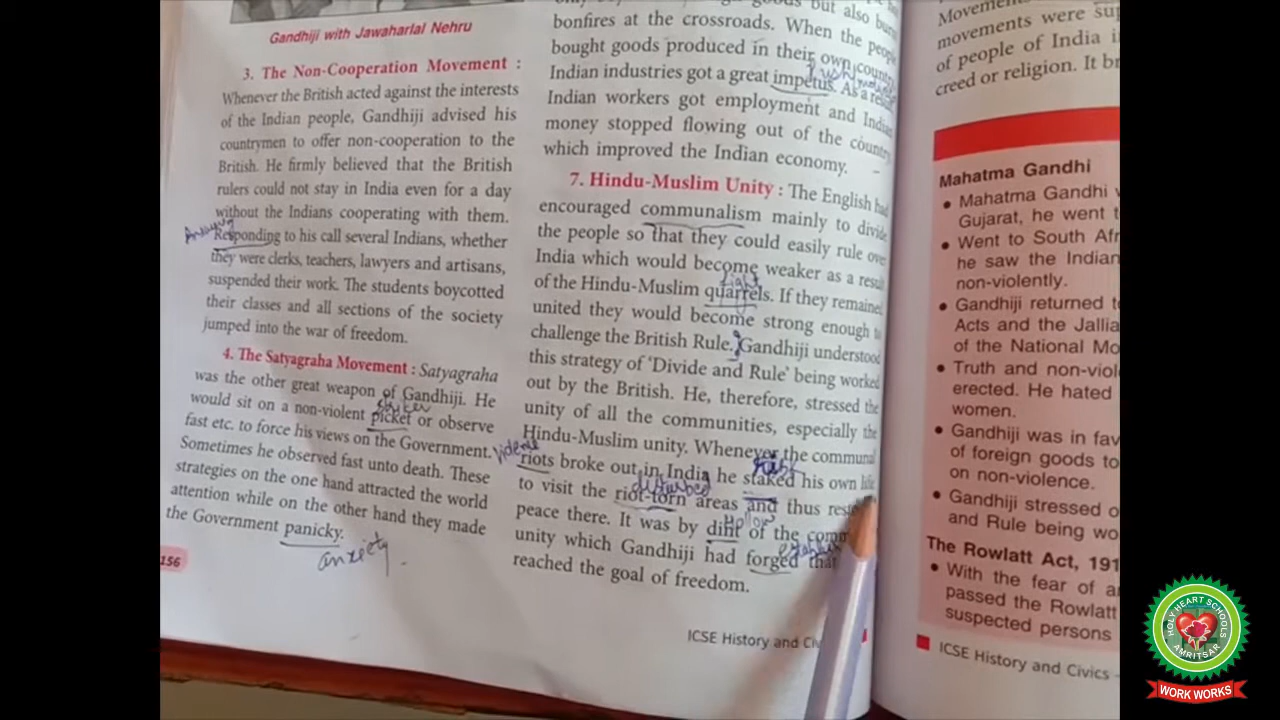 Gandhiji with Jawaharlal Nehru
3. The Non-Cooperation Movement :
Whenever the British acted against the interests
of the Indian people, Gandhiji advised his
countrymen to offer non-cooperation to the
British. He firmly believed that the British
rulers could not stay in India even for a day
without the Indians cooperating with them.
Responding to his call several Indians, whether
they were clerks, teachers, lawyers and artisans,
suspended their work. The students boycotted
their classes and all sections of the society
jumped into the war of freedom.
4. The Satyagraha Movement : Satyagraha
was the other great weapon of Gandhiji. He
would sit on a non-violent picket or observe
fast etc. to force his views on the Government.
Sometimes he observed fast unto death. These
strategies on the one hand attracted the world
attention while on the other hand they made
the Government panicky.
anxiety
156
but also
bonfires at the crossroads. When the people
bought goods produced in their own country
Indian industries got a great impetus. As a
Push
Indian workers got employment and
money stopped flowing out of the country
which improved the Indian economy.
7. Hindu-Muslim Unity : The English had
encouraged communalism mainly to divide
the people so that they could easily rule over
India which would become weaker as a result
fight
of the Hindu-Muslim quarrels. If they remained
united they would become strong enough to
challenge the British Rule. Gandhiji understood
this strategy of 'Divide and Rule' being worked
out by the British. He, therefore, stressed the
unity of all the communities, especially the
Hindu-Muslim unity. Whenever the communal
risk
riots broke out in India he staked his own
disturbed
to visit the riot-torn areas and thus
peace there. It was by dint of the
Hollow
unity which Gandhiji had forged that
reached the goal of freedom.
ICSE History and
movements were
of people of India
creed or religion. It
Mahatma Gandhi
• Mahatma Gandhi
Gujarat, he went
• Went to South
he saw the Indian
non-violently.
• Gandhiji returned
Acts and the
of the National
• Truth and
erected. He hated
women.
• Gandhiji was in
of foreign goods to
on non-violence.
• Gandhiji stressed
and Rule being
The Rowlatt Act,
• With the fear of
passed the Rowlatt
suspected persons
ICSE History and Civics
HOLY HEART SCHOOLS
AMRITSAR
WORK WORKS